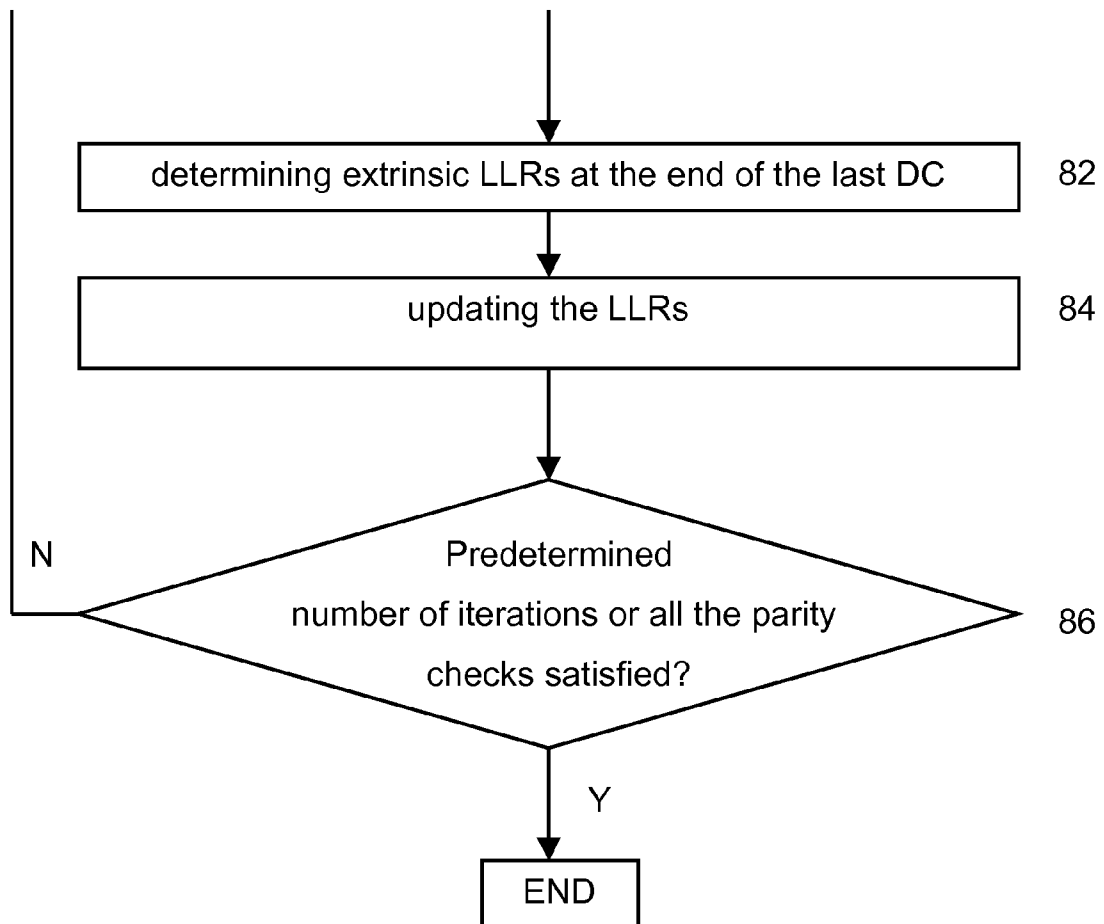 determining extrinsic LLRs at the end of the last DC
82
updating the LLRs
84
N
Predetermined
number of iterations or all the parity
86
checks satisfied?
Y
END